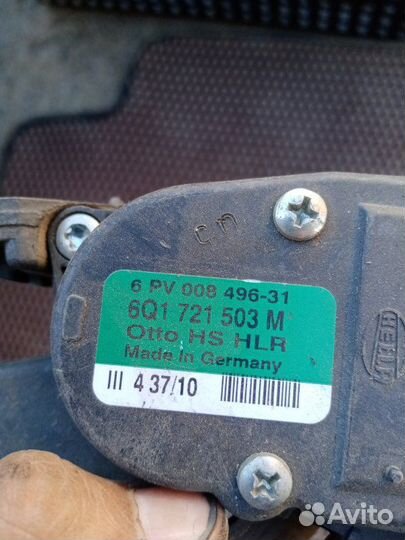 6 PV 008 496-31
6Q1 721 503 M
Otto HS HLR
Made in Germany
III 4 37/10
HELLA
Avito